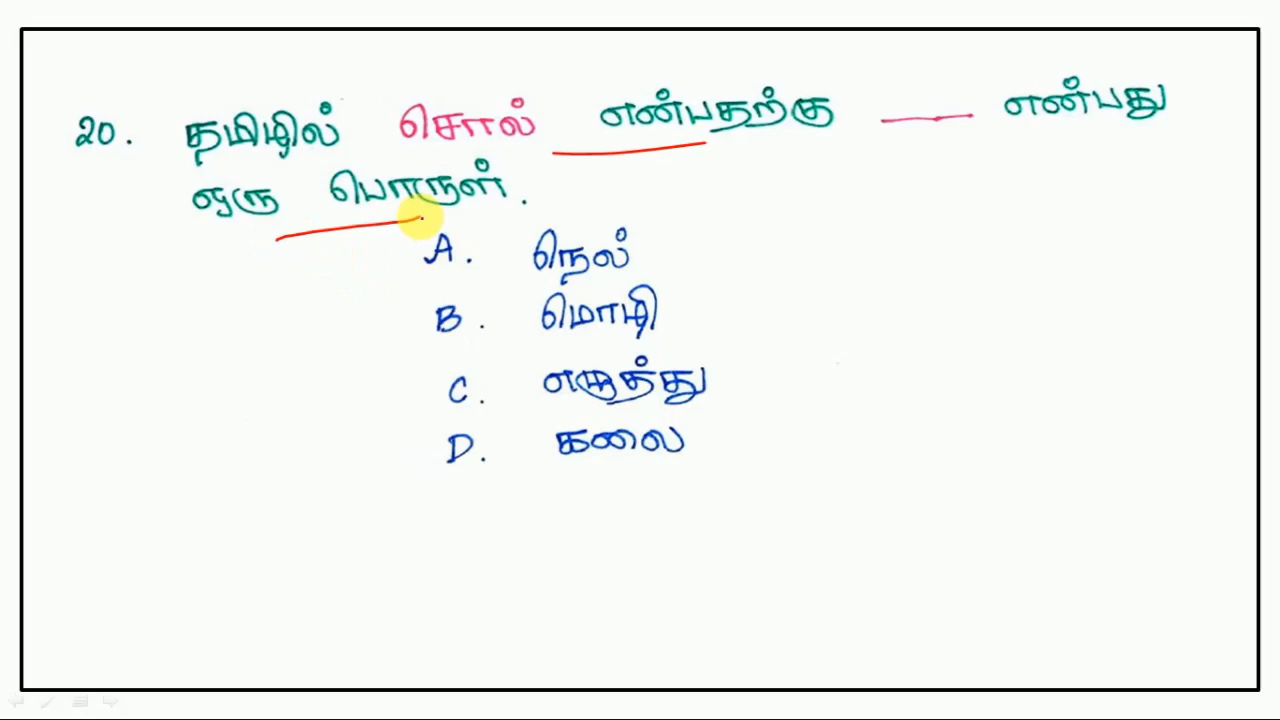 20. தமிழில் சொல் என்பதற்கு ___ என்பது
ஒரு பொருள்.
A. நெல்
B. மொழி
C. எழுத்து
D. கலை